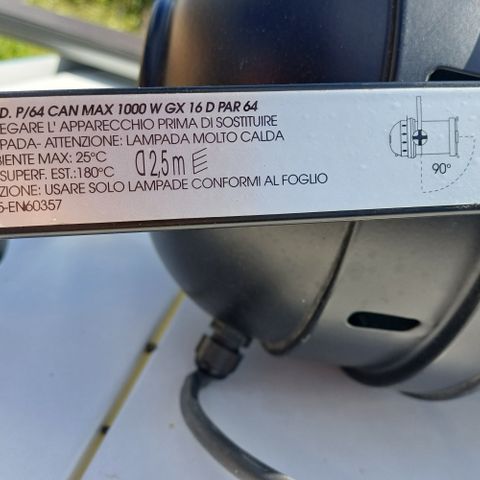 D. P/64 CAN MAX 1000 W GX 16 D PAR 64
EGARE L' APPARECCHIO PRIMA DI SOSTITUIRE
PADA- ATTENZIONE: LAMPADA MOLTO CALDA
BIENTE MAX: 25°C
SUPERF. EST.:180°C
2,5m
ZIONE: USARE SOLO LAMPADE CONFORMI AL FOGLIO
5-EN60357
90°